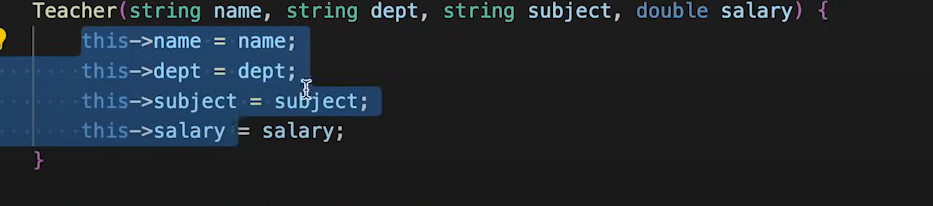 Teacher(string name, string dept, string subject, double salary) {
this->name = name;
this->dept = dept;
this->subject = subject;
this->salary = salary;
}